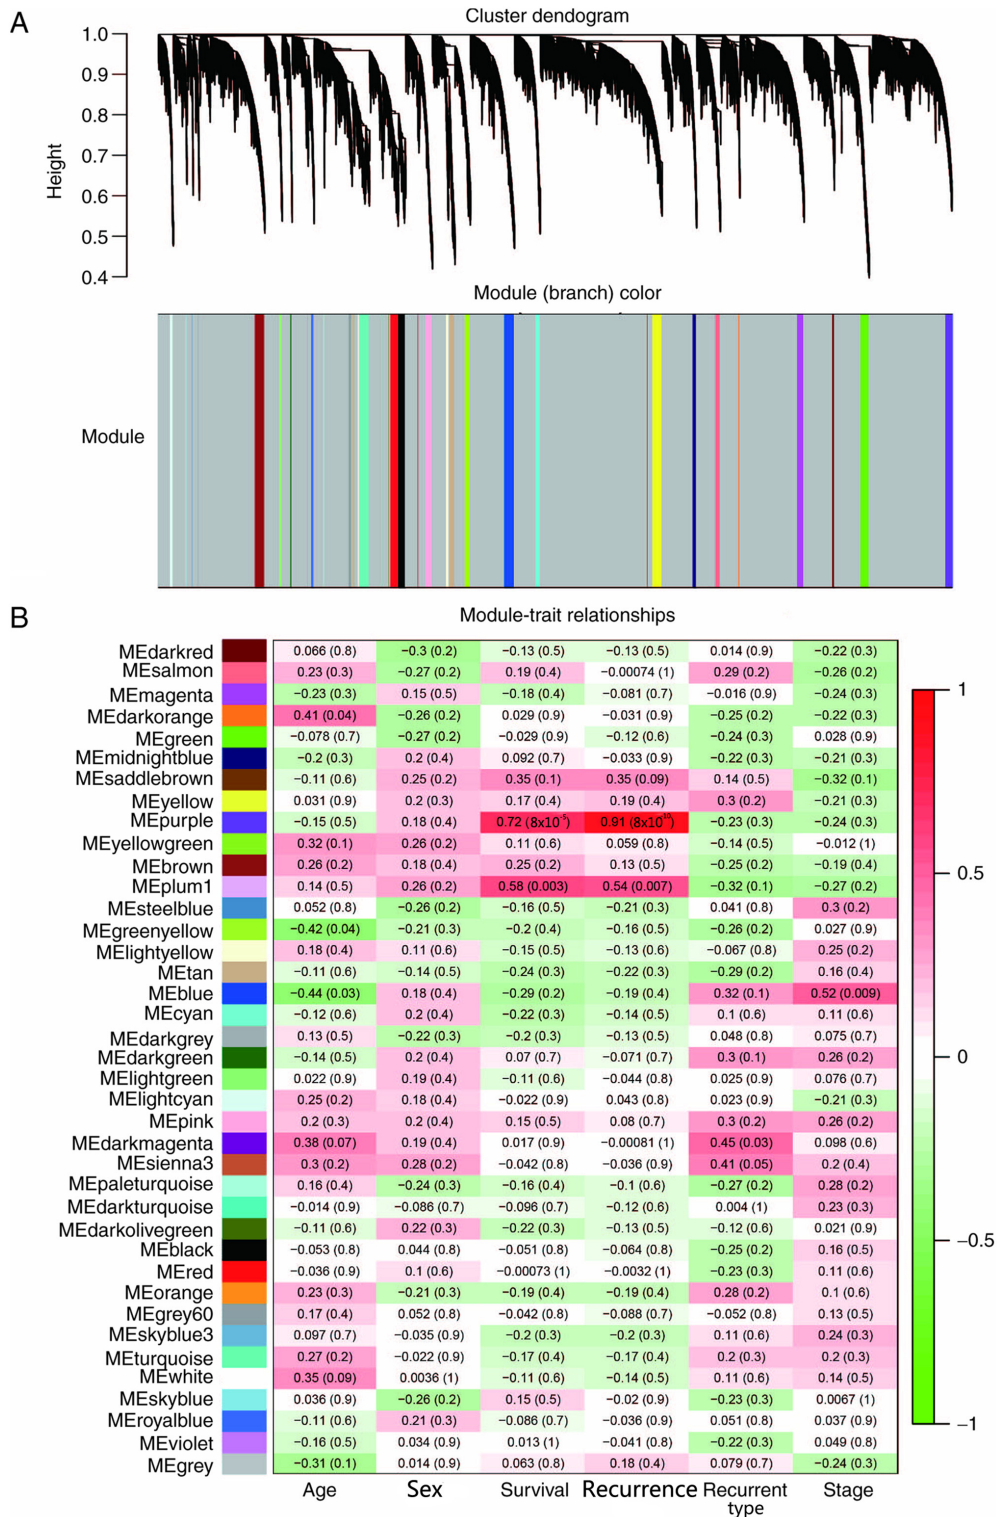 A
Cluster dendogram
1.0
0.9
0.8
0.7
0.6
0.5
0.4
Height
Module (branch) color
Module
B
Module-trait relationships
MEdarkred 0.066 (0.8) −0.3 (0.2) −0.13 (0.5) −0.13 (0.5) 0.014 (0.9) −0.22 (0.3)
MEsalmon 0.23 (0.3) −0.27 (0.2) 0.19 (0.4) −0.00074 (1) 0.29 (0.2) −0.26 (0.2)
MEmagenta −0.23 (0.3) 0.15 (0.5) −0.18 (0.4) −0.081 (0.7) −0.016 (0.9) −0.24 (0.3)
MEdarkorange 0.41 (0.04) −0.26 (0.2) 0.029 (0.9) −0.031 (0.9) −0.25 (0.2) −0.22 (0.3)
MEgreen −0.078 (0.7) −0.27 (0.2) −0.029 (0.9) −0.12 (0.6) −0.24 (0.3) 0.028 (0.9)
MEmidnightblue −0.2 (0.3) 0.2 (0.4) 0.092 (0.7) −0.033 (0.9) −0.22 (0.3) −0.21 (0.3)
MEsaddlebrown −0.11 (0.6) 0.25 (0.2) 0.35 (0.1) 0.35 (0.09) 0.14 (0.5) −0.32 (0.1)
MEyellow 0.031 (0.9) 0.2 (0.3) 0.17 (0.4) 0.19 (0.4) 0.3 (0.2) −0.21 (0.3)
MEpurple −0.15 (0.5) 0.18 (0.4) 0.72 (8x10⁻⁵) 0.91 (8x10¹⁰) −0.23 (0.3) −0.24 (0.3)
MEyellowgreen 0.32 (0.1) 0.26 (0.2) 0.11 (0.6) 0.059 (0.8) −0.14 (0.5) −0.012 (1)
MEbrown 0.26 (0.2) 0.18 (0.4) 0.25 (0.2) 0.13 (0.5) −0.25 (0.2) −0.19 (0.4)
MEplum1 0.14 (0.5) 0.26 (0.2) 0.58 (0.003) 0.54 (0.007) −0.32 (0.1) −0.27 (0.2)
MEsteelblue 0.052 (0.8) −0.26 (0.2) −0.16 (0.5) −0.21 (0.3) 0.041 (0.8) 0.3 (0.2)
MEgreenyellow −0.42 (0.04) −0.21 (0.3) −0.2 (0.4) −0.16 (0.5) −0.26 (0.2) 0.027 (0.9)
MElightyellow 0.18 (0.4) 0.11 (0.6) −0.15 (0.5) −0.13 (0.6) −0.067 (0.8) 0.25 (0.2)
MEtan −0.11 (0.6) −0.14 (0.5) −0.24 (0.3) −0.22 (0.3) −0.29 (0.2) 0.16 (0.4)
MEblue −0.44 (0.03) 0.18 (0.4) −0.29 (0.2) −0.19 (0.4) 0.32 (0.1) 0.52 (0.009)
MEcyan −0.12 (0.6) 0.2 (0.4) −0.22 (0.3) −0.14 (0.5) 0.1 (0.6) 0.11 (0.6)
MEdarkgrey 0.13 (0.5) −0.22 (0.3) −0.2 (0.3) −0.13 (0.5) 0.048 (0.8) 0.075 (0.7)
MEdarkgreen −0.14 (0.5) 0.2 (0.4) 0.07 (0.7) −0.071 (0.7) 0.3 (0.1) 0.26 (0.2)
MElightgreen 0.022 (0.9) 0.19 (0.4) −0.11 (0.6) −0.044 (0.8) 0.025 (0.9) 0.076 (0.7)
MElightcyan 0.25 (0.2) 0.18 (0.4) −0.022 (0.9) 0.043 (0.8) 0.023 (0.9) −0.21 (0.3)
MEpink 0.2 (0.3) 0.2 (0.4) 0.15 (0.5) 0.08 (0.7) 0.3 (0.2) 0.26 (0.2)
MEdarkmagenta 0.38 (0.07) 0.19 (0.4) 0.017 (0.9) −0.00081 (1) 0.45 (0.03) 0.098 (0.6)
MEsienna3 0.3 (0.2) 0.28 (0.2) −0.042 (0.8) −0.036 (0.9) 0.41 (0.05) 0.2 (0.4)
MEpaleturquoise 0.16 (0.4) −0.24 (0.3) −0.16 (0.4) −0.1 (0.6) −0.27 (0.2) 0.28 (0.2)
MEdarkturquoise −0.014 (0.9) −0.086 (0.7) −0.096 (0.7) −0.12 (0.6) 0.004 (1) 0.23 (0.3)
MEdarkolivegreen −0.11 (0.6) 0.22 (0.3) −0.22 (0.3) −0.13 (0.5) −0.12 (0.6) 0.021 (0.9)
MEblack −0.053 (0.8) 0.044 (0.8) −0.051 (0.8) −0.064 (0.8) −0.25 (0.2) 0.16 (0.5)
MEred −0.036 (0.9) 0.1 (0.6) −0.00073 (1) −0.0032 (1) −0.23 (0.3) 0.11 (0.6)
MEorange 0.23 (0.3) −0.21 (0.3) −0.19 (0.4) −0.19 (0.4) 0.28 (0.2) 0.1 (0.6)
MEgrey60 0.17 (0.4) 0.052 (0.8) −0.042 (0.8) −0.088 (0.7) −0.052 (0.8) 0.13 (0.5)
MEskyblue3 0.097 (0.7) −0.035 (0.9) −0.2 (0.3) −0.2 (0.3) 0.11 (0.6) 0.24 (0.3)
MEturquoise 0.27 (0.2) −0.022 (0.9) −0.17 (0.4) −0.17 (0.4) 0.2 (0.3) 0.2 (0.3)
MEwhite 0.35 (0.09) 0.0036 (1) −0.11 (0.6) −0.14 (0.5) 0.11 (0.6) 0.14 (0.5)
MEskyblue 0.036 (0.9) −0.26 (0.2) 0.15 (0.5) −0.02 (0.9) −0.23 (0.3) 0.0067 (1)
MEroyalblue −0.11 (0.6) 0.21 (0.3) −0.086 (0.7) −0.036 (0.9) 0.051 (0.8) 0.037 (0.9)
MEviolet −0.16 (0.5) 0.034 (0.9) 0.013 (1) −0.041 (0.8) −0.22 (0.3) 0.049 (0.8)
MEgrey −0.31 (0.1) 0.014 (0.9) 0.063 (0.8) 0.18 (0.4) 0.079 (0.7) −0.24 (0.3)
Age Sex Survival Recurrence Recurrent type Stage
1
0.5
0
−0.5
−1